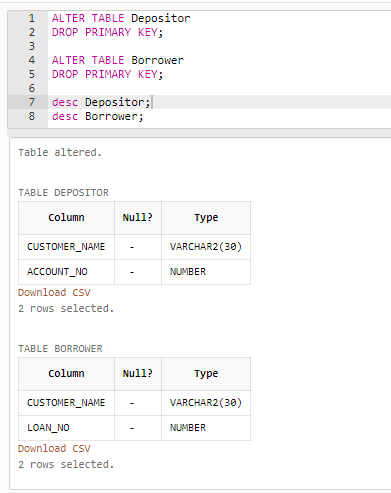 1 ALTER TABLE Depositor
2 DROP PRIMARY KEY;
3
4 ALTER TABLE Borrower
5 DROP PRIMARY KEY;
6
7 desc Depositor;
8 desc Borrower;
Table altered.
TABLE DEPOSITOR
Column Null? Type
CUSTOMER_NAME - VARCHAR2(30)
ACCOUNT_NO - NUMBER
Download CSV
2 rows selected.
TABLE BORROWER
Column Null? Type
CUSTOMER_NAME - VARCHAR2(30)
LOAN_NO - NUMBER
Download CSV
2 rows selected.